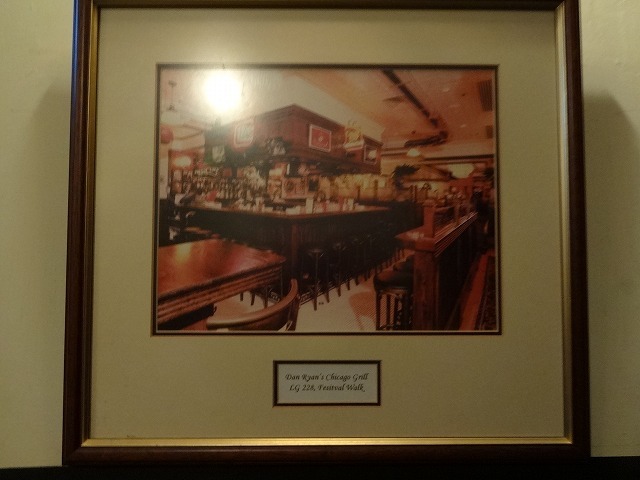 Dan Ryan's Chicago Grill
LG 228, Festival Walk